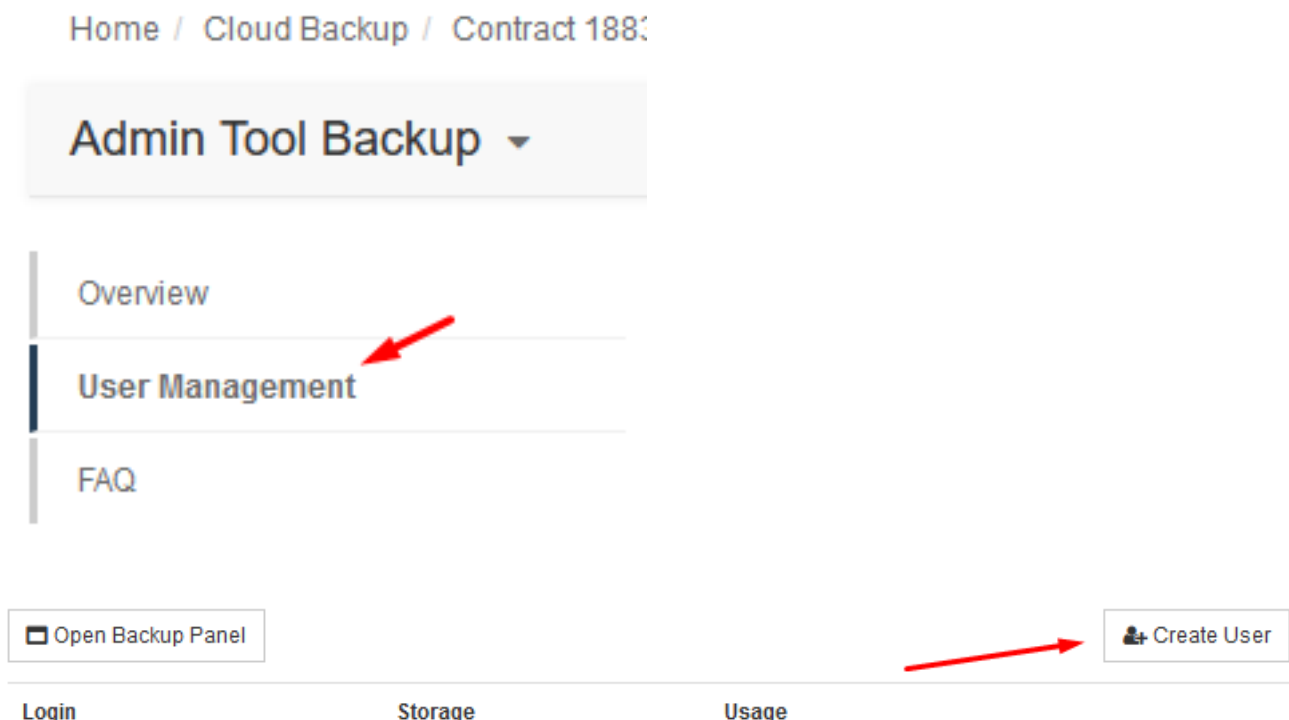 Home / Cloud Backup / Contract 1883
Admin Tool Backup
Overview
User Management
FAQ
Open Backup Panel
Create User
Login Storage Usage